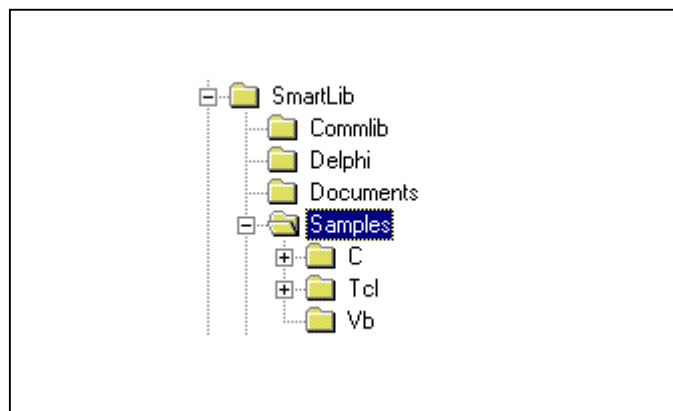 SmartLib
Commlib
Delphi
Documents
Samples
C
Tcl
Vb